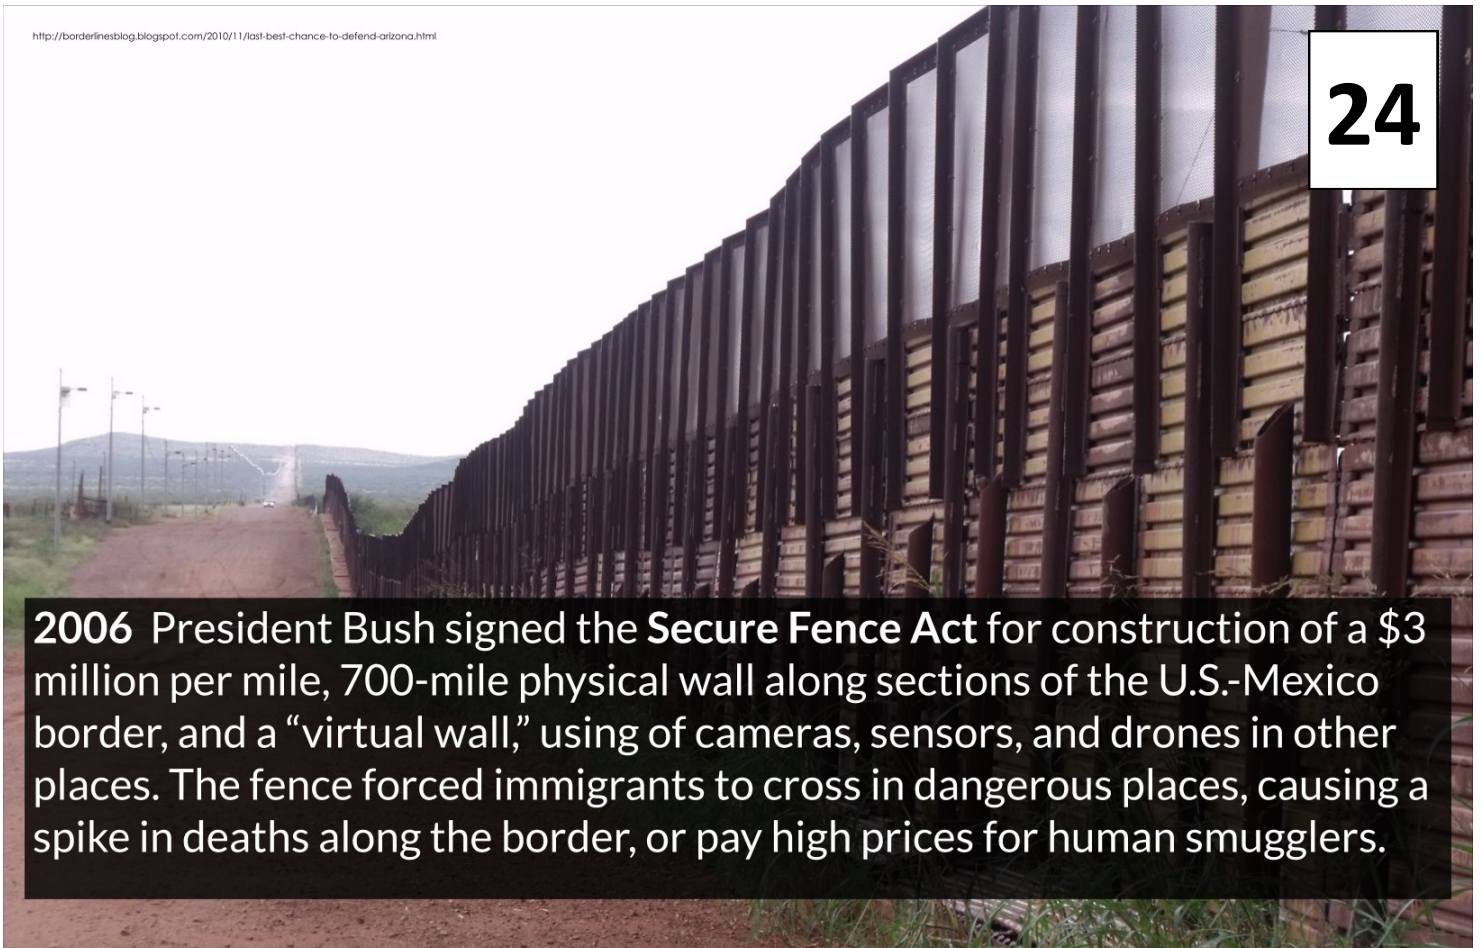 http://borderlinesblog.blogspot.com/2010/11/last-best-chance-to-defend-arizona.html
24
2006 President Bush signed the Secure Fence Act for construction of a $3
million per mile, 700-mile physical wall along sections of the U.S.-Mexico
border, and a “virtual wall,” using of cameras, sensors, and drones in other
places. The fence forced immigrants to cross in dangerous places, causing a
spike in deaths along the border, or pay high prices for human smugglers.